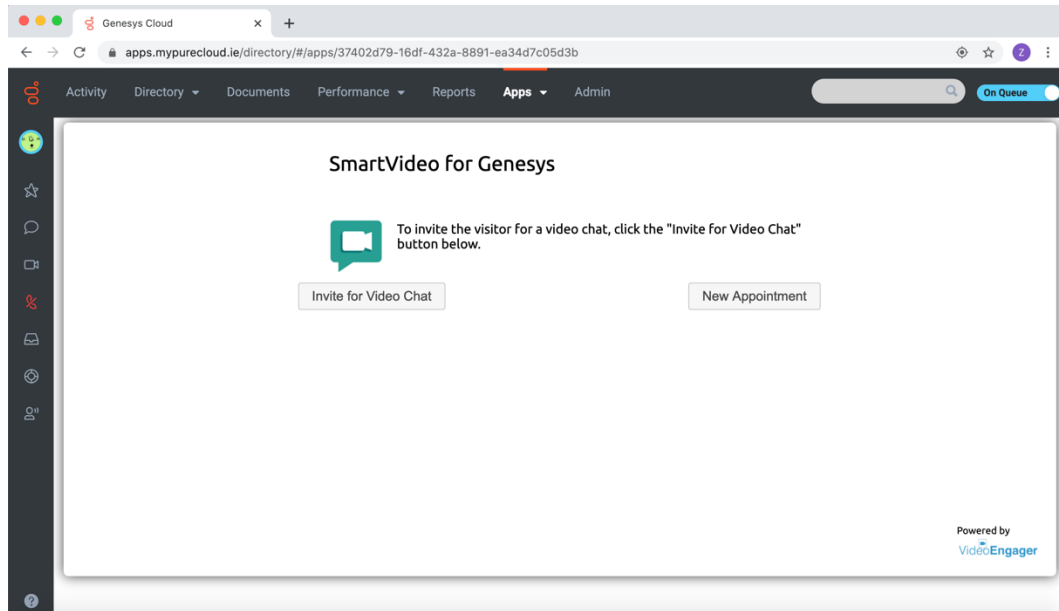 Genesys Cloud
apps.mypurecloud.ie/directory/#/apps/37402d79-16df-432a-8891-ea34d7c05d3b
Z
Activity Directory Documents Performance Reports Apps Admin
On Queue
SmartVideo for Genesys
To invite the visitor for a video chat, click the "Invite for Video Chat"
button below.
Invite for Video Chat New Appointment
Powered by
VideoEngager